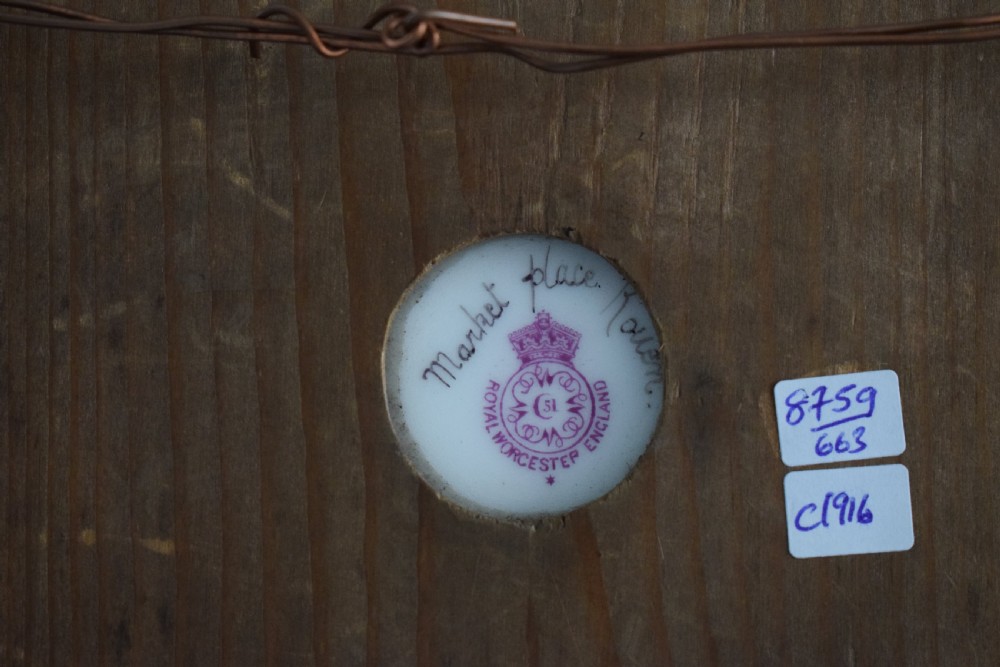 Market place. Rouen.
51
ROYAL WORCESTER ENGLAND
8759
663
C1916